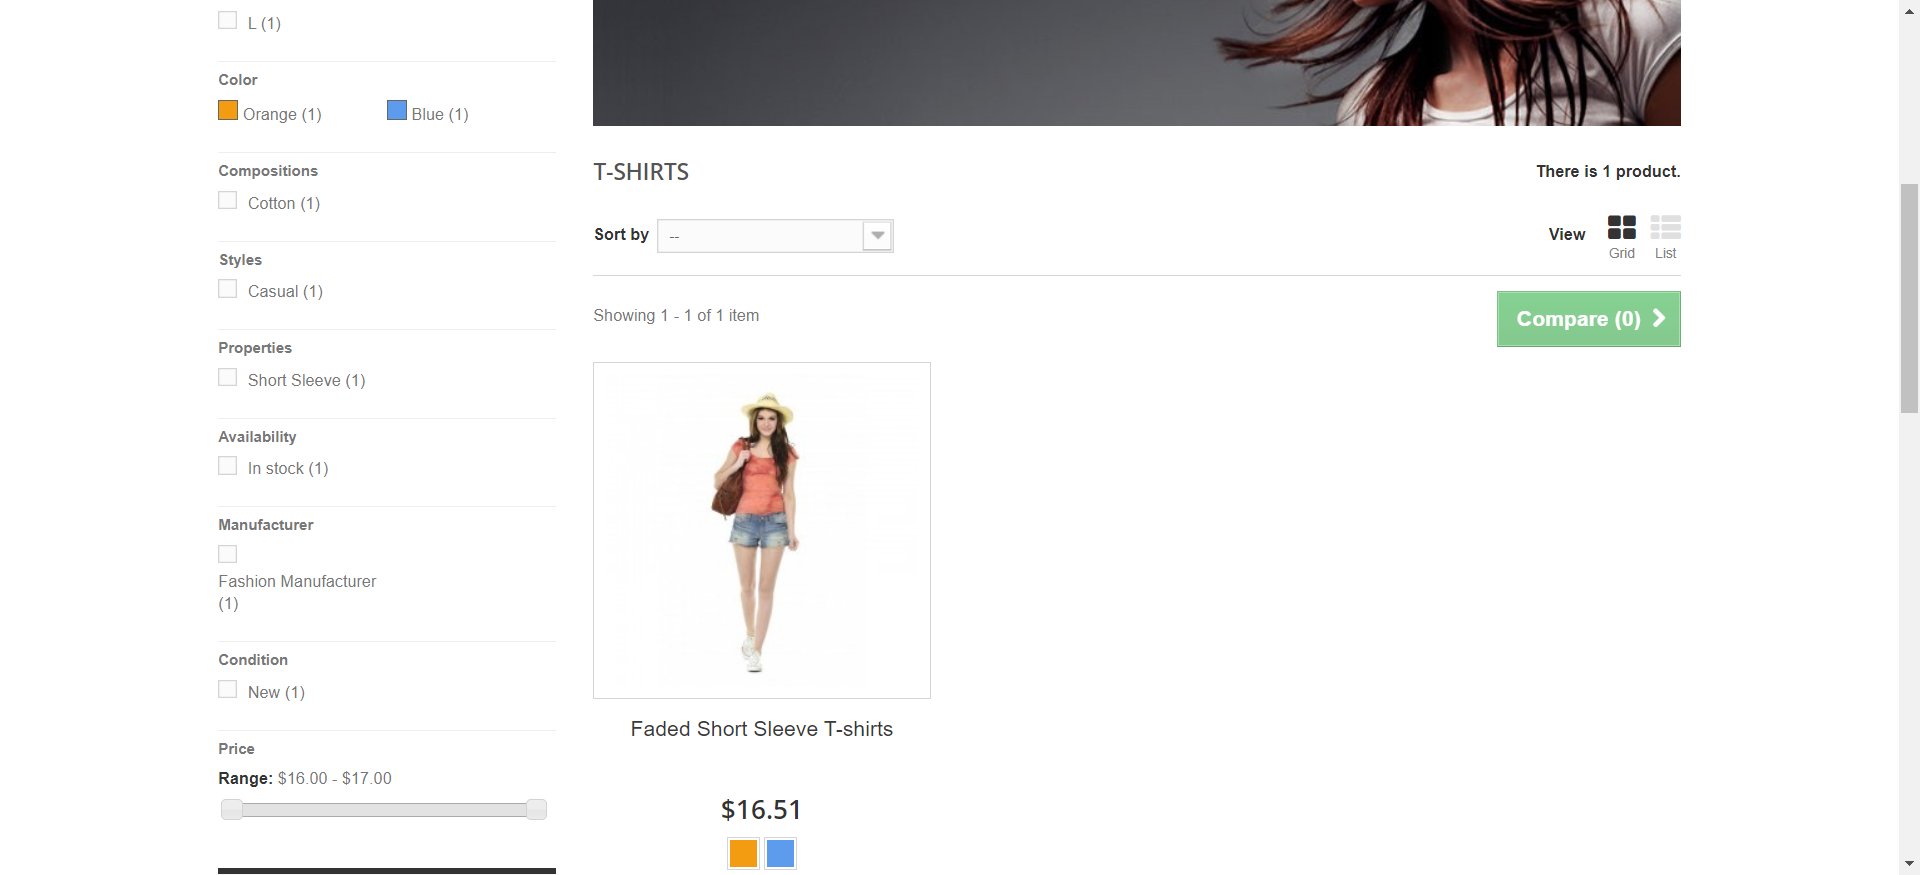 L (1)
Color
Orange (1)
Blue (1)
Compositions
Cotton (1)
Styles
Casual (1)
Properties
Short Sleeve (1)
Availability
In stock (1)
Manufacturer
Fashion Manufacturer
(1)
Condition
New (1)
Price
Range: $16.00 - $17.00
T-SHIRTS
There is 1 product.
Sort by
--
View
Grid
List
Showing 1 - 1 of 1 item
Compare (0)
Faded Short Sleeve T-shirts
$16.51